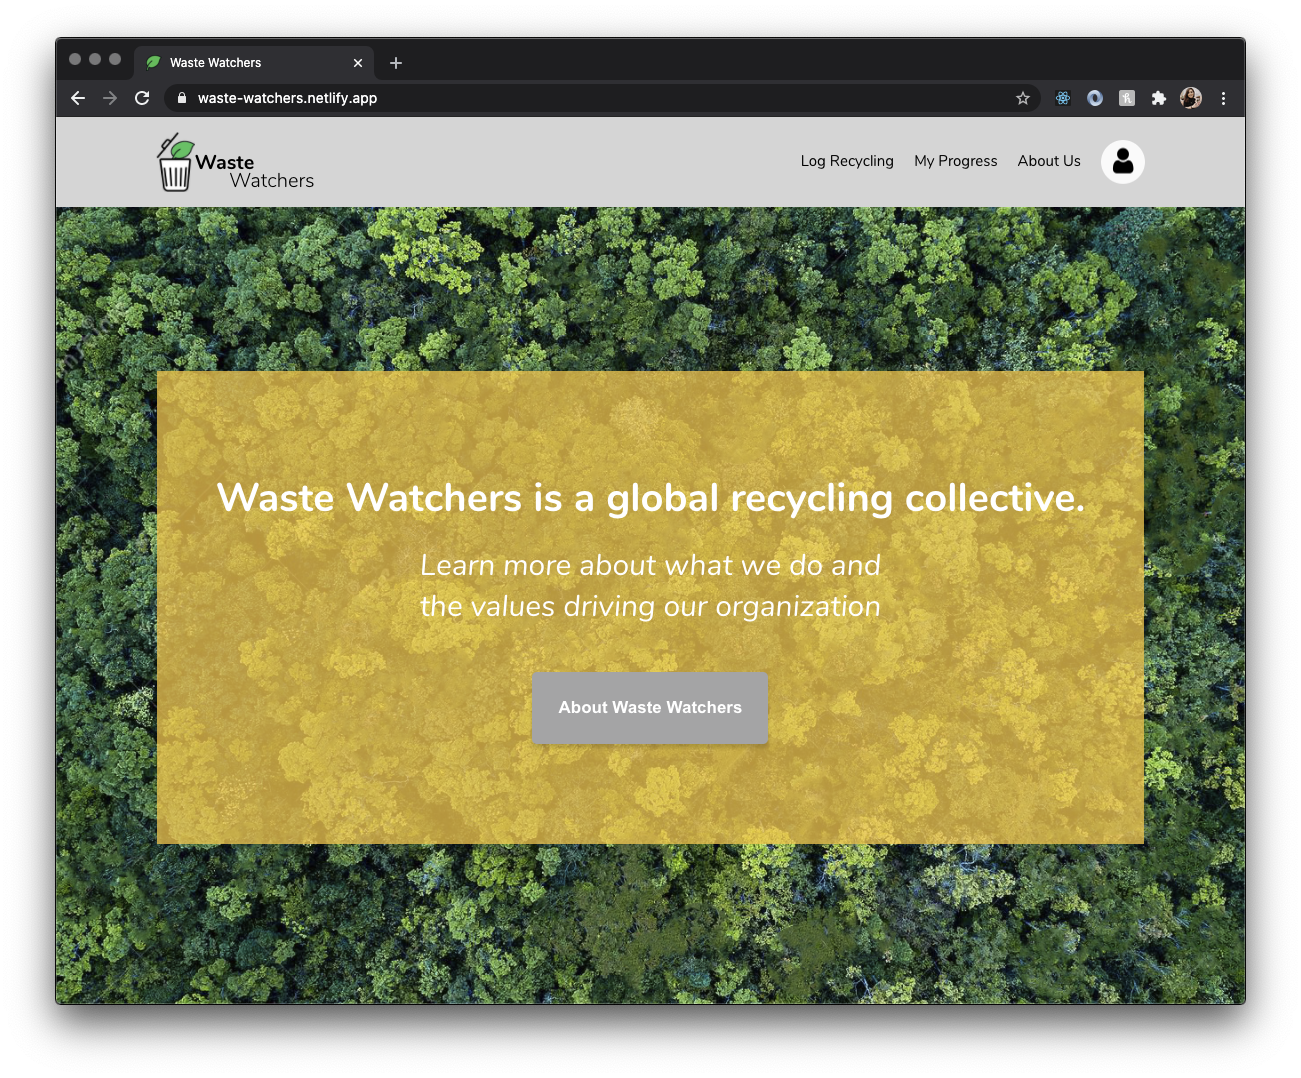 Waste Watchers
waste-watchers.netlify.app
Waste
Watchers
Log Recycling
My Progress
About Us
Waste Watchers is a global recycling collective.
Learn more about what we do and
the values driving our organization
About Waste Watchers